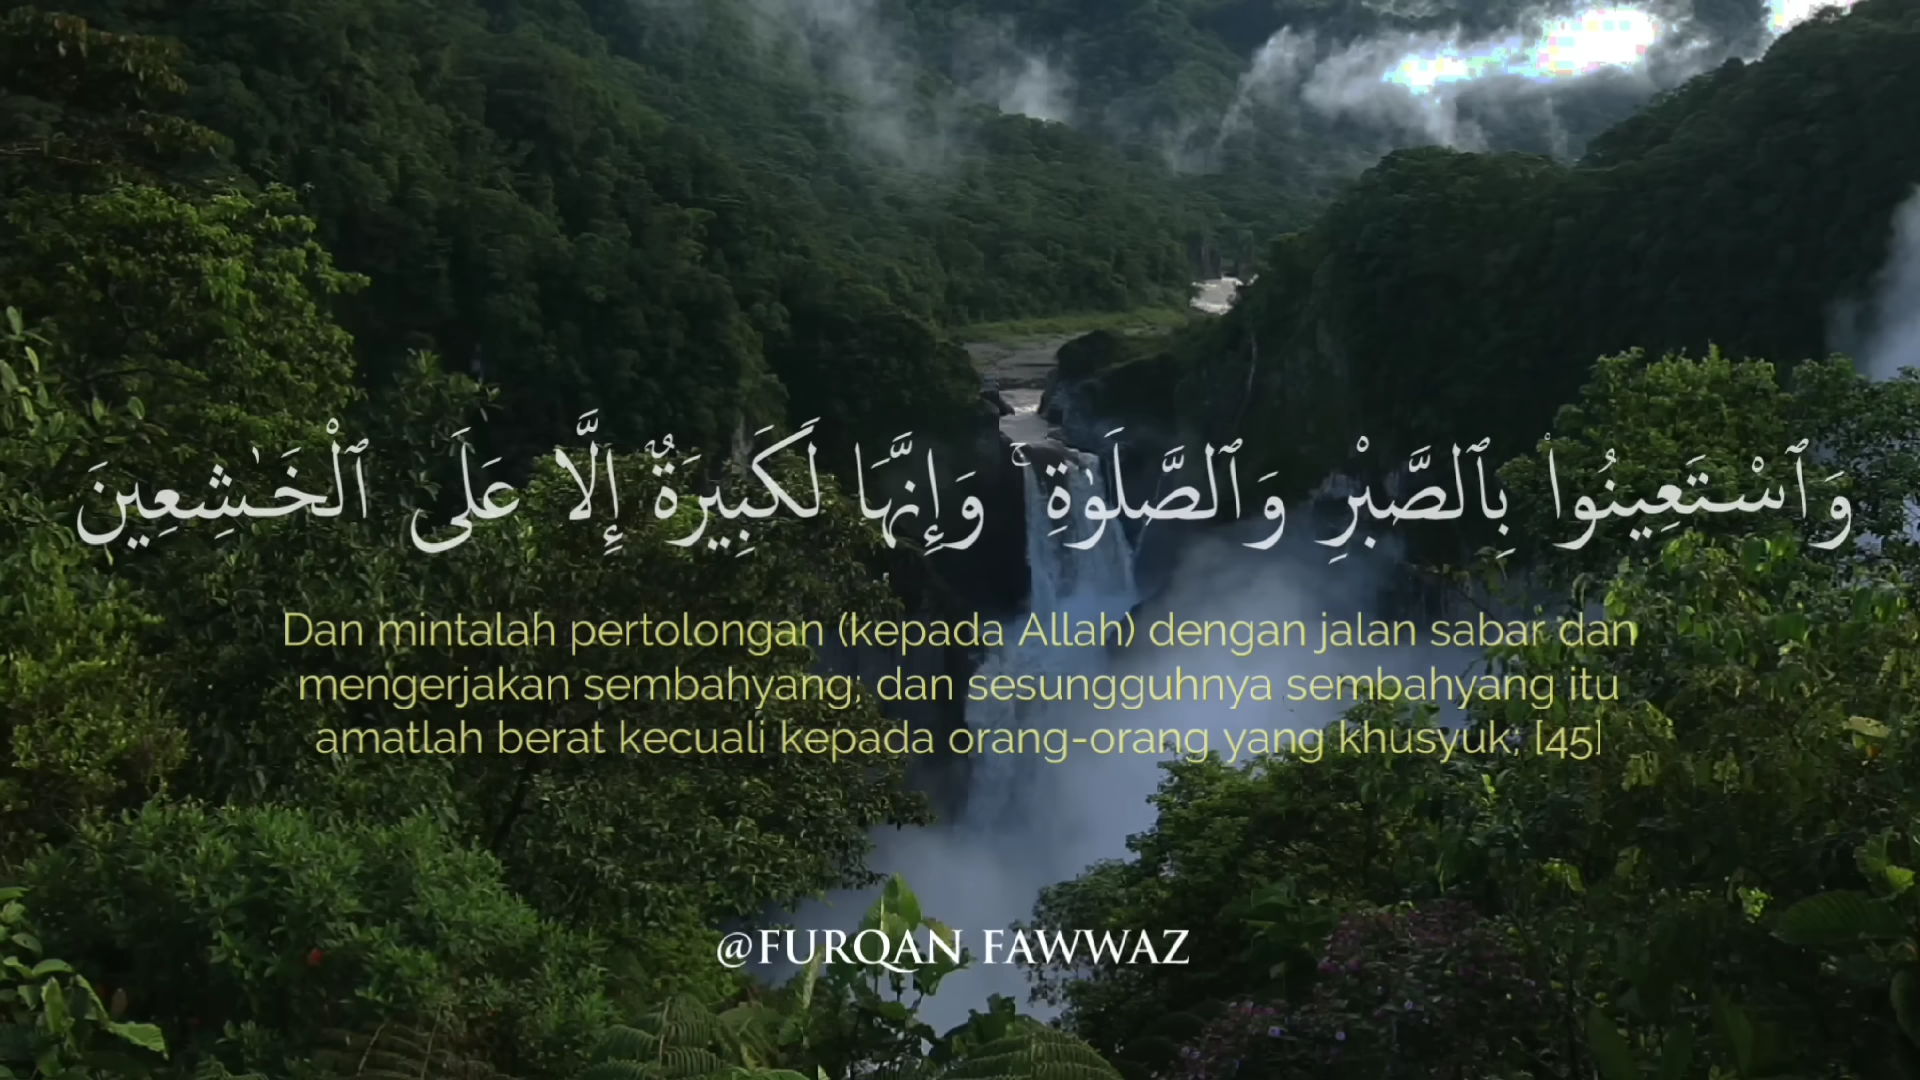 وَٱسْتَعِينُوا۟ بِٱلصَّبْرِ وَٱلصَّلَوٰةِ ۚ وَإِنَّهَا لَكَبِيرَةٌ إِلَّا عَلَى ٱلْخَـٰشِعِينَ
Dan mintalah pertolongan (kepada Allah) dengan jalan sabar dan
mengerjakan sembahyang; dan sesungguhnya sembahyang itu
amatlah berat kecuali kepada orang-orang yang khusyuk; [45]
@FURQAN FAWWAZ